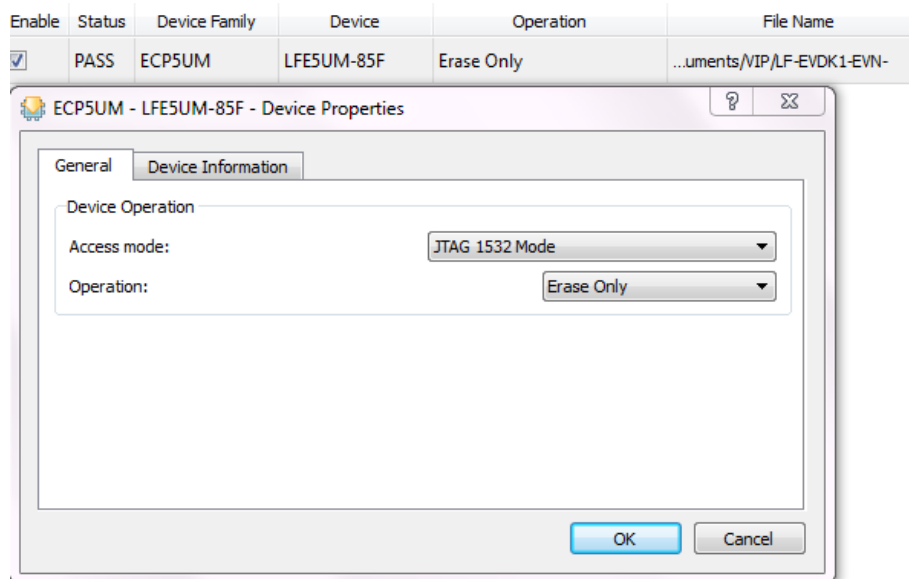 Enable Status Device Family Device Operation File Name
PASS ECP5UM LFE5UM-85F Erase Only ...uments/VIP/LF-EVDK1-EVN-
ECP5UM - LFE5UM-85F - Device Properties
General Device Information
Device Operation
Access mode: JTAG 1532 Mode
Operation: Erase Only
OK Cancel